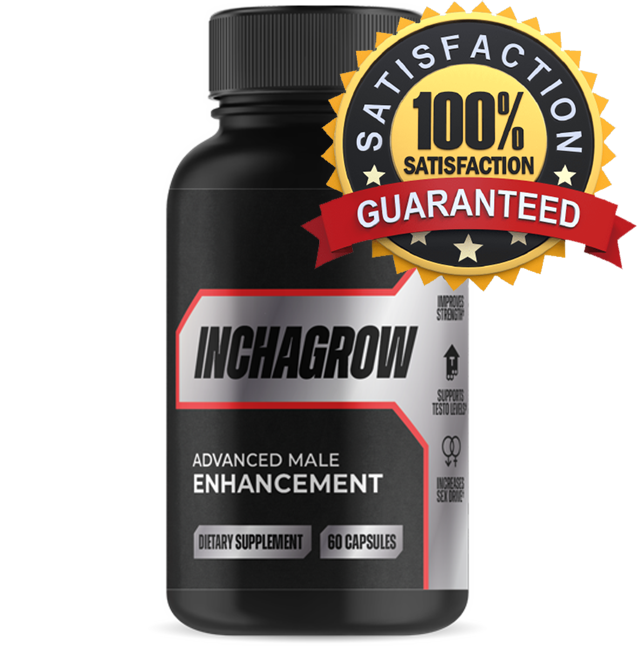 SATISFACTION
100%
SATISFACTION
GUARANTEED
IMPROVES
STRENGTH*
INCHAGROW
SUPPORTS
TESTO LEVELS*
ADVANCED MALE
ENHANCEMENT
INCREASES
SEX DRIVE*
DIETARY SUPPLEMENT
60 CAPSULES